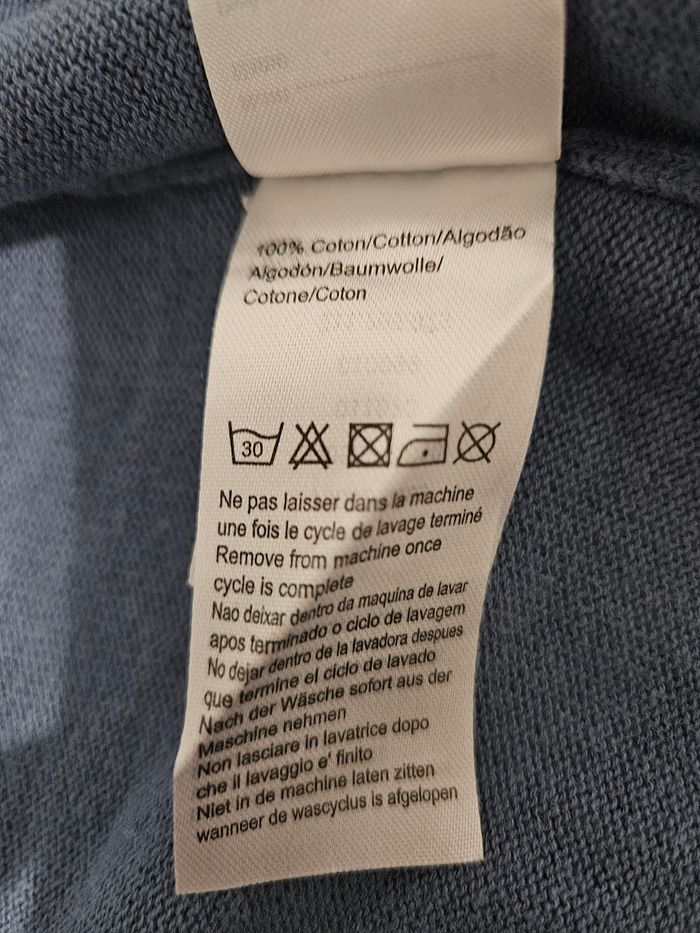 100% Coton/Cotton/Algodão
Algodón/Baumwolle/
Cotone/Coton
30
Ne pas laisser dans la machine
une fois le cycle de lavage terminé
Remove from machine once
cycle is complete
Nao deixar dentro da maquina de lavar
apos terminado o ciclo de lavagem
No dejar dentro de la lavadora despues
que termine el ciclo de lavado
Nach der Wäsche sofort aus der
Maschine nehmen
Non lasciare in lavatrice dopo
che il lavaggio e' finito
Niet in de machine laten zitten
wanneer de wascyclus is afgelopen